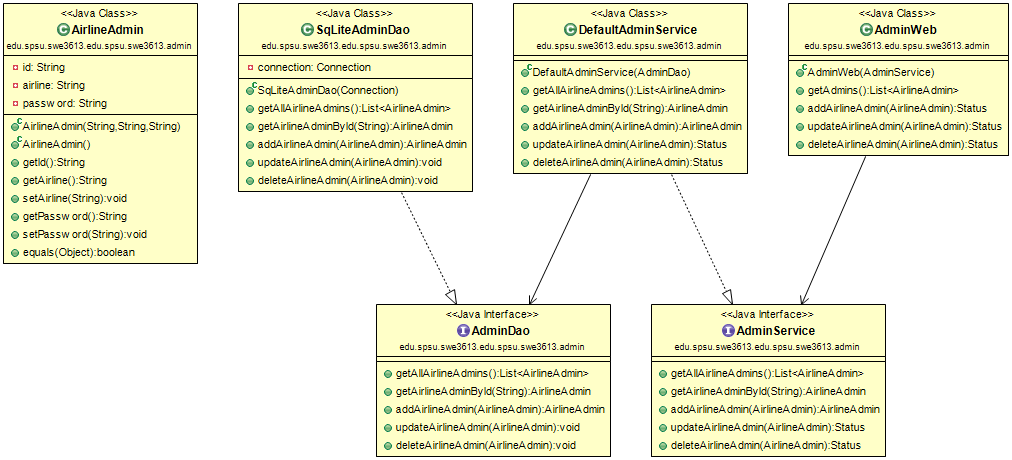 <<Java Class>>
AirlineAdmin
edu.spsu.swe3613.edu.spsu.swe3613.admin
id: String
airline: String
password: String
AirlineAdmin(String,String,String)
AirlineAdmin()
getId():String
getAirline():String
setAirline(String):void
getPassword():String
setPassword(String):void
equals(Object):boolean
<<Java Class>>
SqLiteAdminDao
edu.spsu.swe3613.edu.spsu.swe3613.admin
connection: Connection
SqLiteAdminDao(Connection)
getAllAirlineAdmins():List<AirlineAdmin>
getAirlineAdminById(String):AirlineAdmin
addAirlineAdmin(AirlineAdmin):AirlineAdmin
updateAirlineAdmin(AirlineAdmin):void
deleteAirlineAdmin(AirlineAdmin):void
<<Java Class>>
DefaultAdminService
edu.spsu.swe3613.edu.spsu.swe3613.admin
DefaultAdminService(AdminDao)
getAllAirlineAdmins():List<AirlineAdmin>
getAirlineAdminById(String):AirlineAdmin
addAirlineAdmin(AirlineAdmin):AirlineAdmin
updateAirlineAdmin(AirlineAdmin):Status
deleteAirlineAdmin(AirlineAdmin):Status
<<Java Class>>
AdminWeb
edu.spsu.swe3613.edu.spsu.swe3613.admin
AdminWeb(AdminService)
getAdmins():List<AirlineAdmin>
addAirlineAdmin(AirlineAdmin):Status
updateAirlineAdmin(AirlineAdmin):Status
deleteAirlineAdmin(AirlineAdmin):Status
<<Java Interface>>
AdminDao
edu.spsu.swe3613.edu.spsu.swe3613.admin
getAllAirlineAdmins():List<AirlineAdmin>
getAirlineAdminById(String):AirlineAdmin
addAirlineAdmin(AirlineAdmin):AirlineAdmin
updateAirlineAdmin(AirlineAdmin):void
deleteAirlineAdmin(AirlineAdmin):void
<<Java Interface>>
AdminService
edu.spsu.swe3613.edu.spsu.swe3613.admin
getAllAirlineAdmins():List<AirlineAdmin>
getAirlineAdminById(String):AirlineAdmin
addAirlineAdmin(AirlineAdmin):AirlineAdmin
updateAirlineAdmin(AirlineAdmin):Status
deleteAirlineAdmin(AirlineAdmin):Status